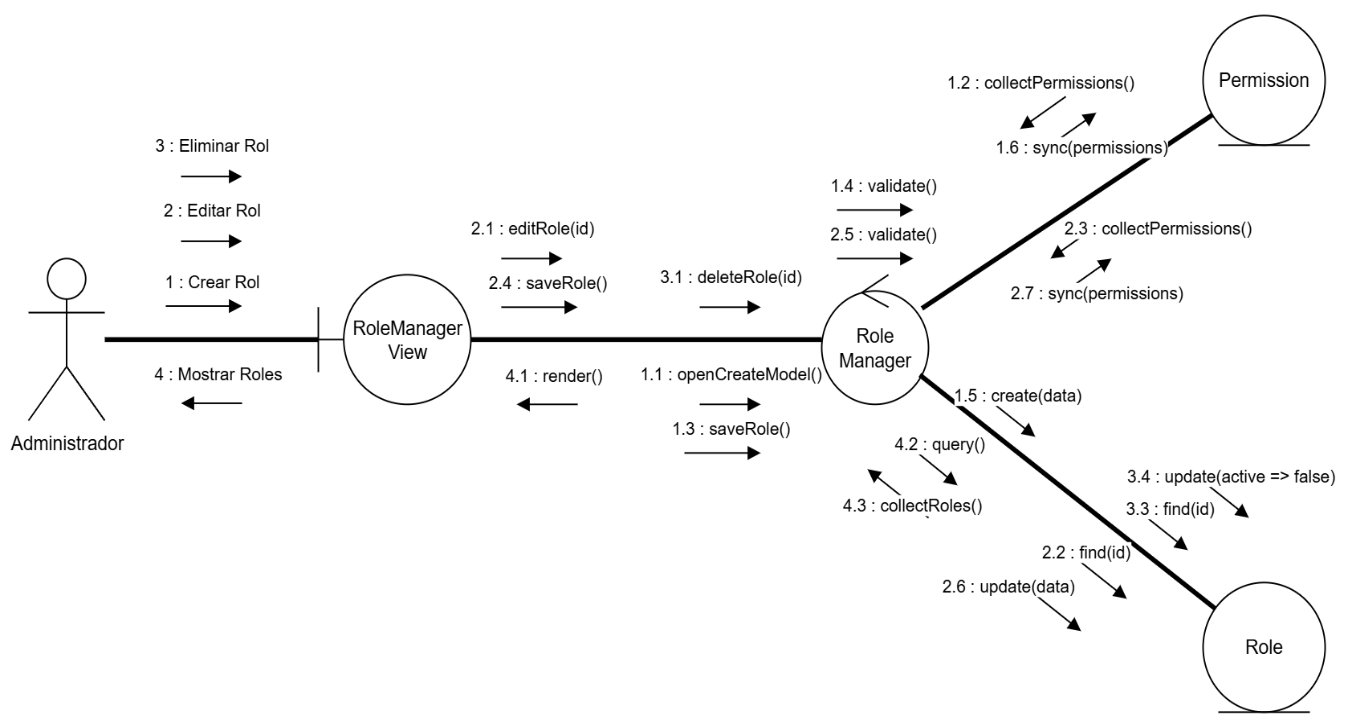 Permission
1.2 : collectPermissions()
1.6 : sync(permissions)
3 : Eliminar Rol
1.4 : validate()
2 : Editar Rol
2.1 : editRole(id)
2.5 : validate()
2.3 : collectPermissions()
1 : Crear Rol
2.4 : saveRole()
3.1 : deleteRole(id)
2.7 : sync(permissions)
RoleManager
View
Role
Manager
4 : Mostrar Roles
4.1 : render()
1.1 : openCreateModel()
1.5 : create(data)
1.3 : saveRole()
Administrador
4.2 : query()
3.4 : update(active => false)
4.3 : collectRoles()
3.3 : find(id)
2.2 : find(id)
2.6 : update(data)
Role